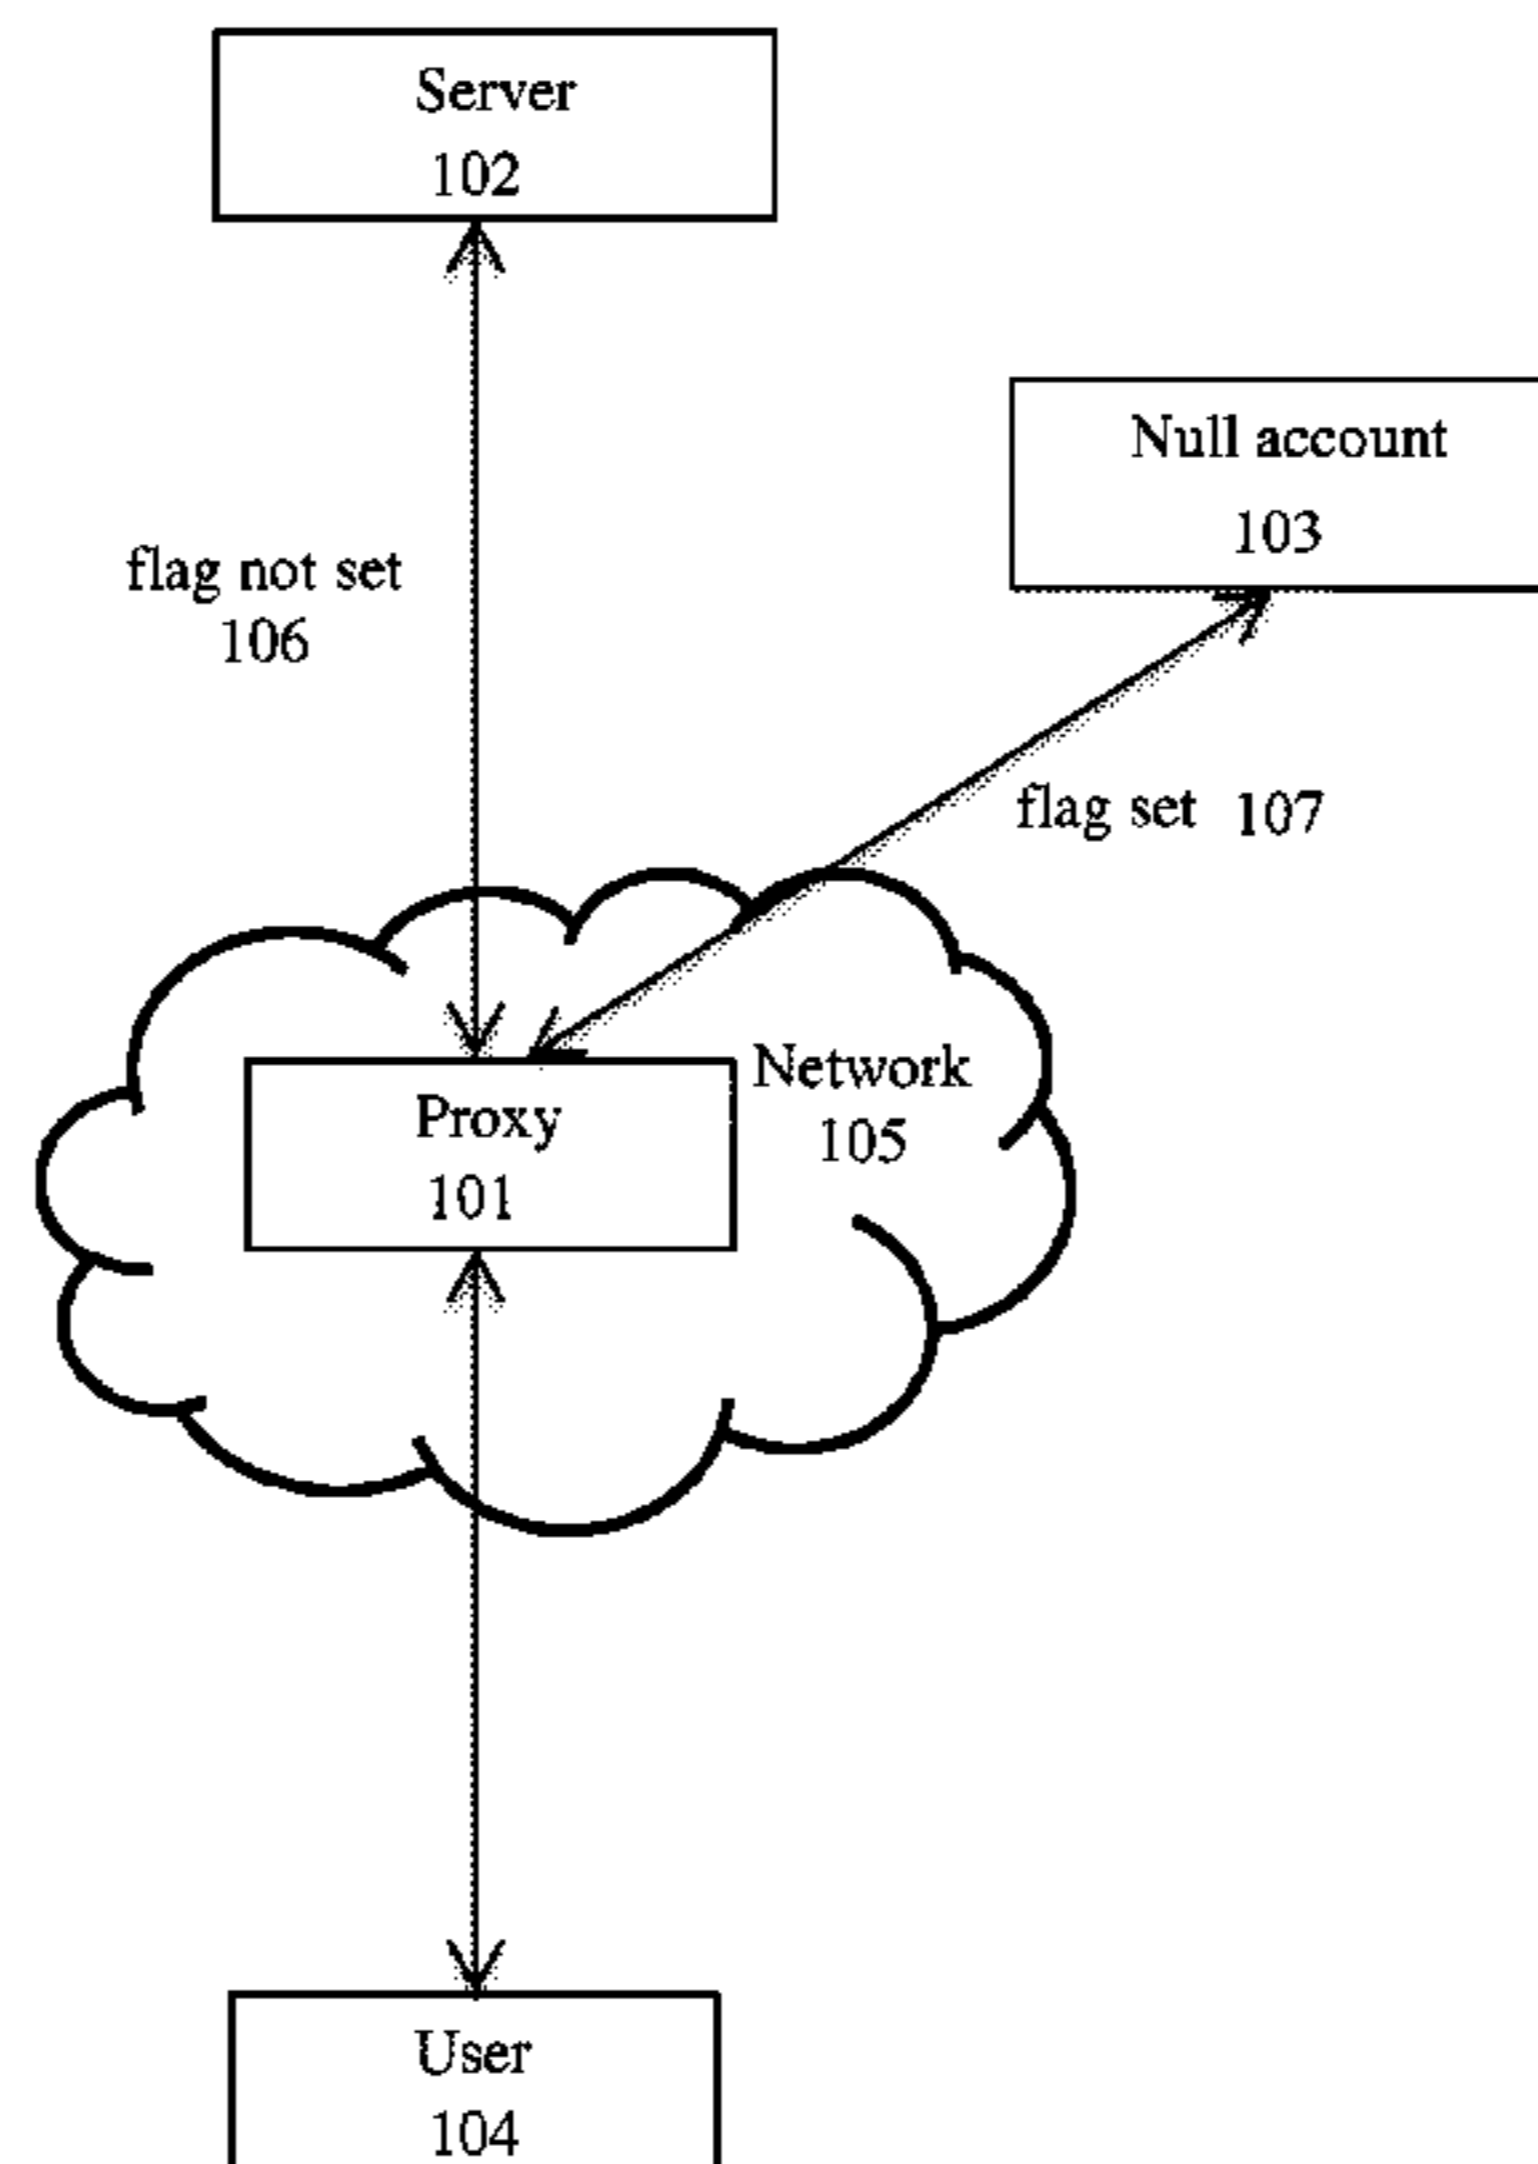 Server
102
Null account
103
flag not set
106
flag set 107
Network
105
Proxy
101
User
104